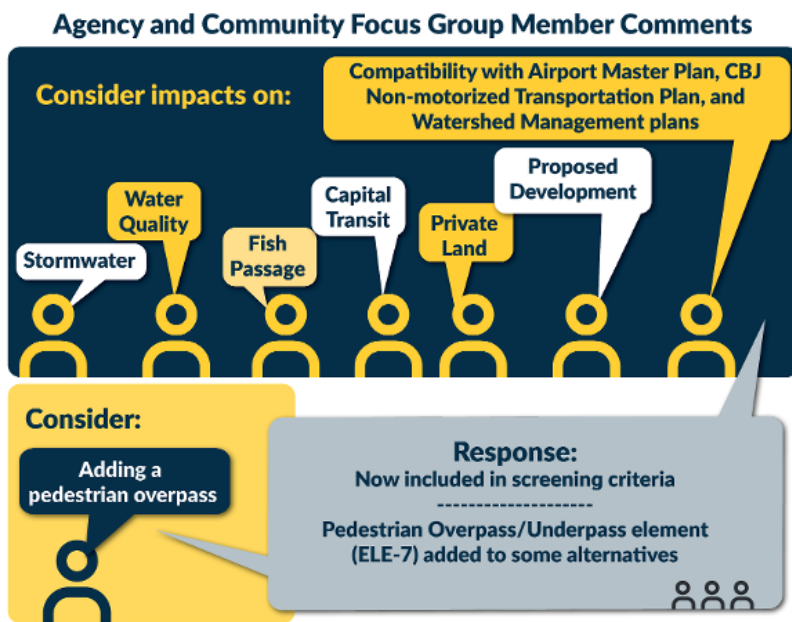 Agency and Community Focus Group Member Comments
Consider impacts on:
Compatibility with Airport Master Plan, CBJ
Non-motorized Transportation Plan, and
Watershed Management plans
Stormwater
Water
Quality
Fish
Passage
Capital
Transit
Private
Land
Proposed
Development
Consider:
Adding a
pedestrian overpass
Response:
Now included in screening criteria
--------------------
Pedestrian Overpass/Underpass element
(ELE-7) added to some alternatives